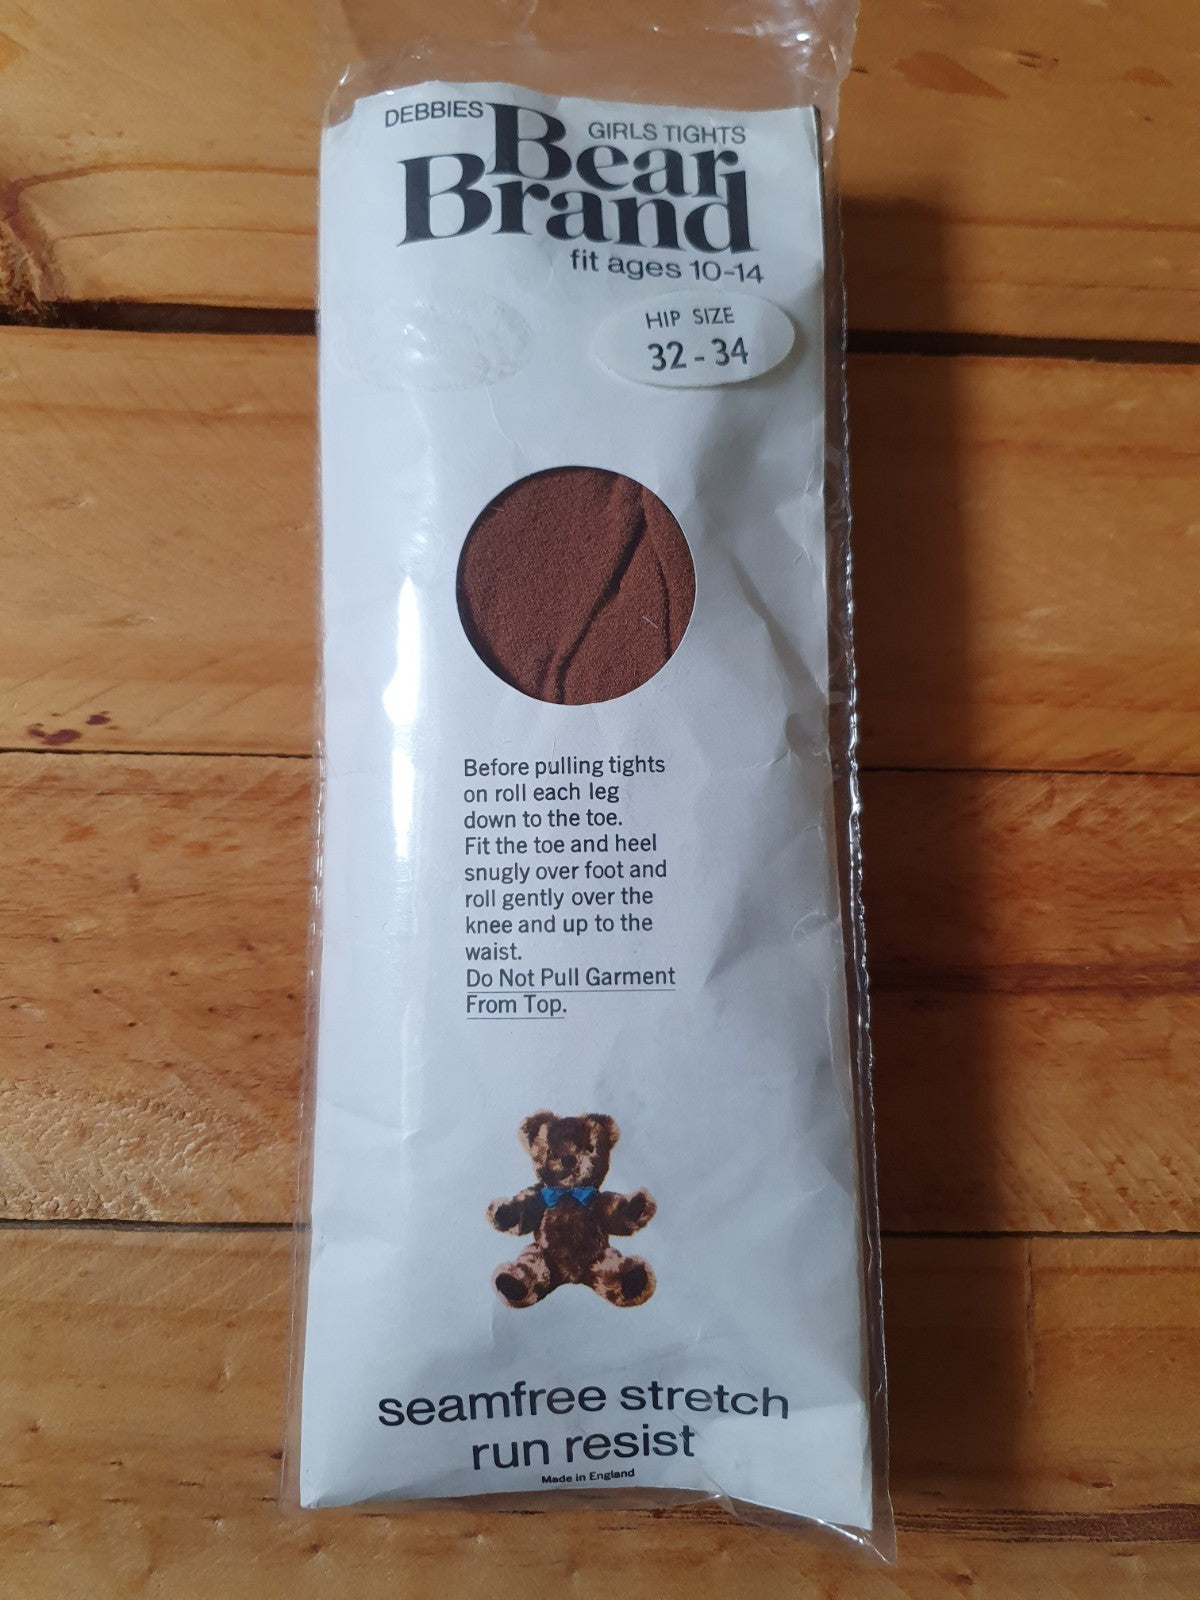 DEBBIES
GIRLS TIGHTS
Bear
Brand
fit ages 10-14
HIP SIZE
32 - 34
Before pulling tights
on roll each leg
down to the toe.
Fit the toe and heel
snugly over foot and
roll gently over the
knee and up to the
waist.
Do Not Pull Garment
From Top.
seamfree stretch
run resist
Made in England